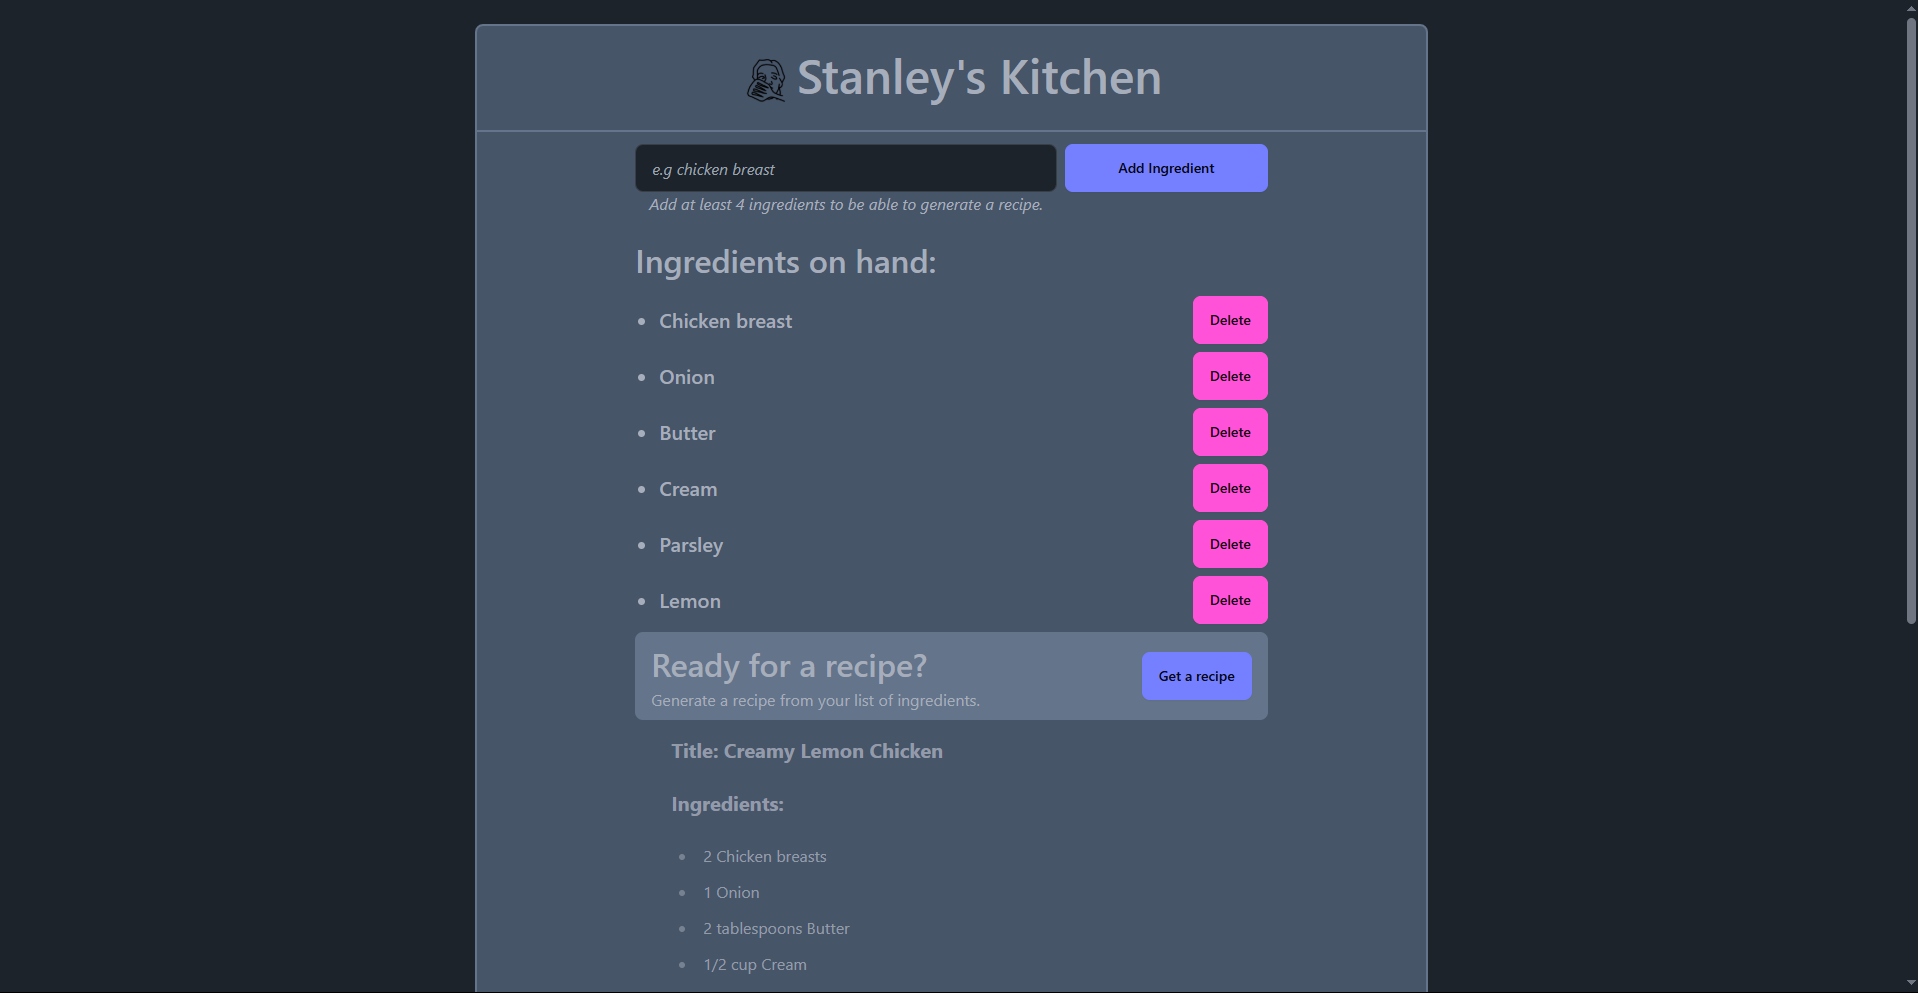 Stanley's Kitchen
e.g chicken breast
Add Ingredient
Add at least 4 ingredients to be able to generate a recipe.
Ingredients on hand:
Chicken breast
Delete
Onion
Delete
Butter
Delete
Cream
Delete
Parsley
Delete
Lemon
Delete
Ready for a recipe?
Generate a recipe from your list of ingredients.
Get a recipe
Title: Creamy Lemon Chicken
Ingredients:
2 Chicken breasts
1 Onion
2 tablespoons Butter
1/2 cup Cream